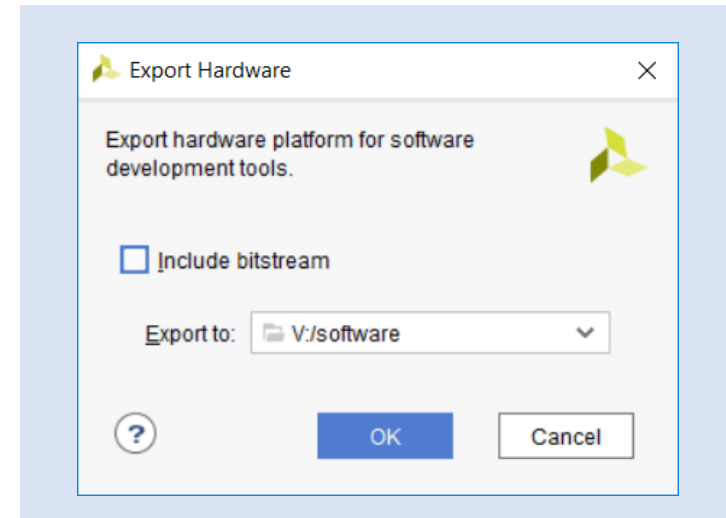 Export Hardware
Export hardware platform for software
development tools.
Include bitstream
Export to: V:/software
? OK Cancel